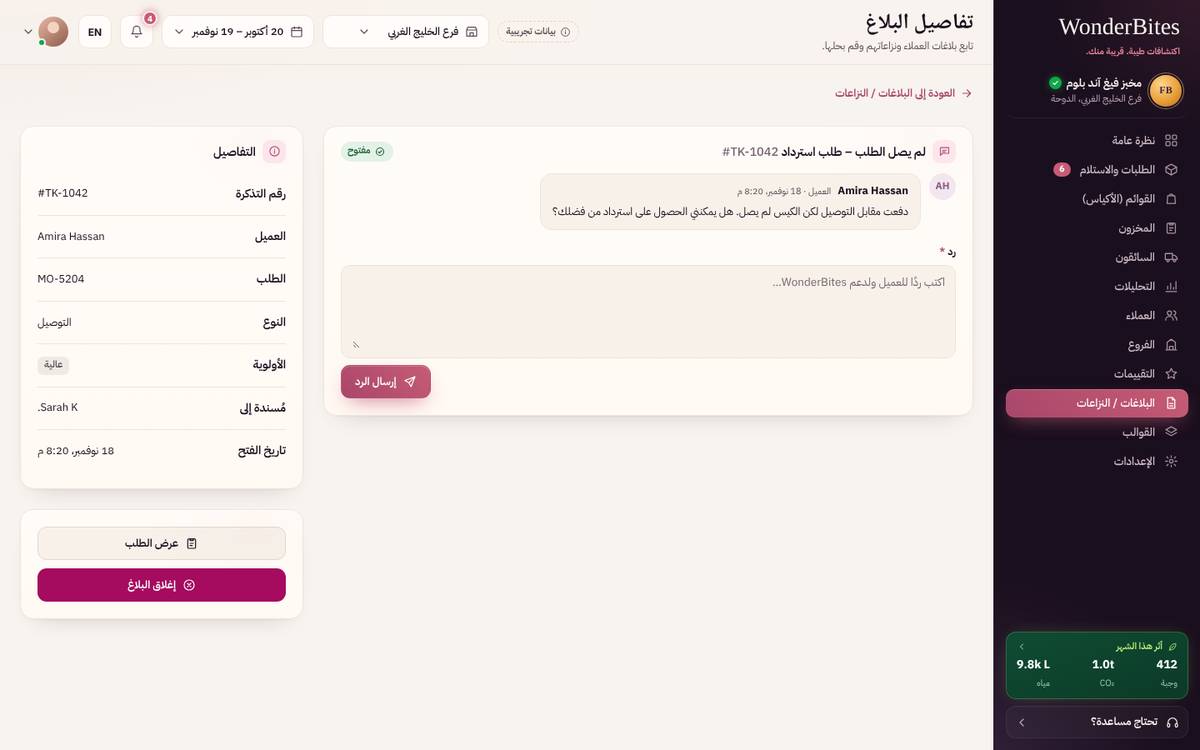 WonderBites
اكتشافات طيبة، قريبة منك.
FB
مخبز فيغ آند بلوم
فرع الخليج الغربي، الدوحة
نظرة عامة
الطلبات والاستلام 6
القوائم (الأكياس)
المخزون
السائقون
التحليلات
العملاء
الفروع
التقييمات
البلاغات / النزاعات
القوالب
الإعدادات
أثر هذا الشهر
412 1.0t 9.8k L
وجبة CO₂ مياه
تحتاج مساعدة؟
تفاصيل البلاغ
تابع بلاغات العملاء ونزاعاتهم وقم بحلها.
بيانات تجريبية
فرع الخليج الغربي
20 أكتوبر – 19 نوفمبر
4
EN
العودة إلى البلاغات / النزاعات
لم يصل الطلب – طلب استرداد #TK-1042
مفتوح
AH
Amira Hassan العميل · 18 نوفمبر، 8:20 م
دفعت مقابل التوصيل لكن الكيس لم يصل. هل يمكنني الحصول على استرداد من فضلك؟
رد *
اكتب ردًا للعميل ولدعم WonderBites...
إرسال الرد
التفاصيل
رقم التذكرة #TK-1042
العميل Amira Hassan
الطلب MO-5204
النوع التوصيل
الأولوية عالية
مُسندة إلى Sarah K.
تاريخ الفتح 18 نوفمبر، 8:20 م
عرض الطلب
إغلاق البلاغ